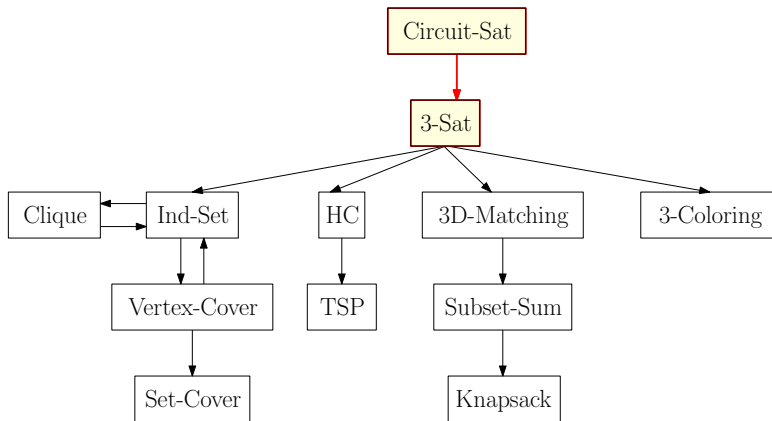 Circuit-Sat
3-Sat
Clique
Ind-Set
HC
3D-Matching
3-Coloring
Vertex-Cover
TSP
Subset-Sum
Set-Cover
Knapsack